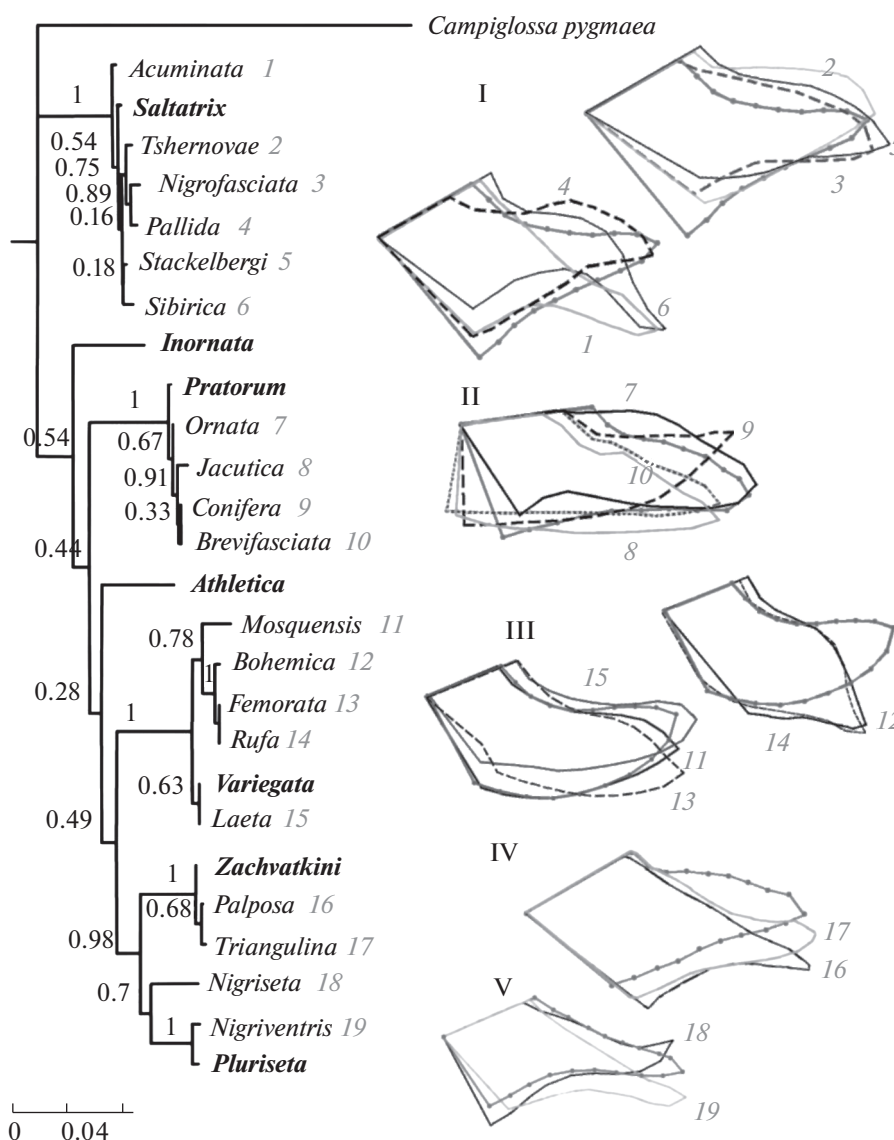 Campiglossa pygmaea
Acuminata 1
1
Saltatrix
0.54
Tshernovae 2
0.75
0.89
Nigrofasciata 3
0.16
Pallida 4
0.18
Stackelbergi 5
Sibirica 6
Inornata
0.54
Pratorum
1
Ornata 7
0.67
Jacutica 8
0.91
Conifera 9
0.33
Brevifasciata 10
0.44
Athletica
0.78
Mosquensis 11
1
Bohemica 12
Femorata 13
0.28
1
Rufa 14
0.63
Variegata
Laeta 15
0.49
Zachvatkini
1
0.68
Palposa 16
Triangulina 17
0.98
0.7
Nigriseta 18
1
Nigriventris 19
Pluriseta
0
0.04
I
2
3
4
6
1
II
7
9
10
8
III
15
11
13
14
12
IV
17
16
V
18
19